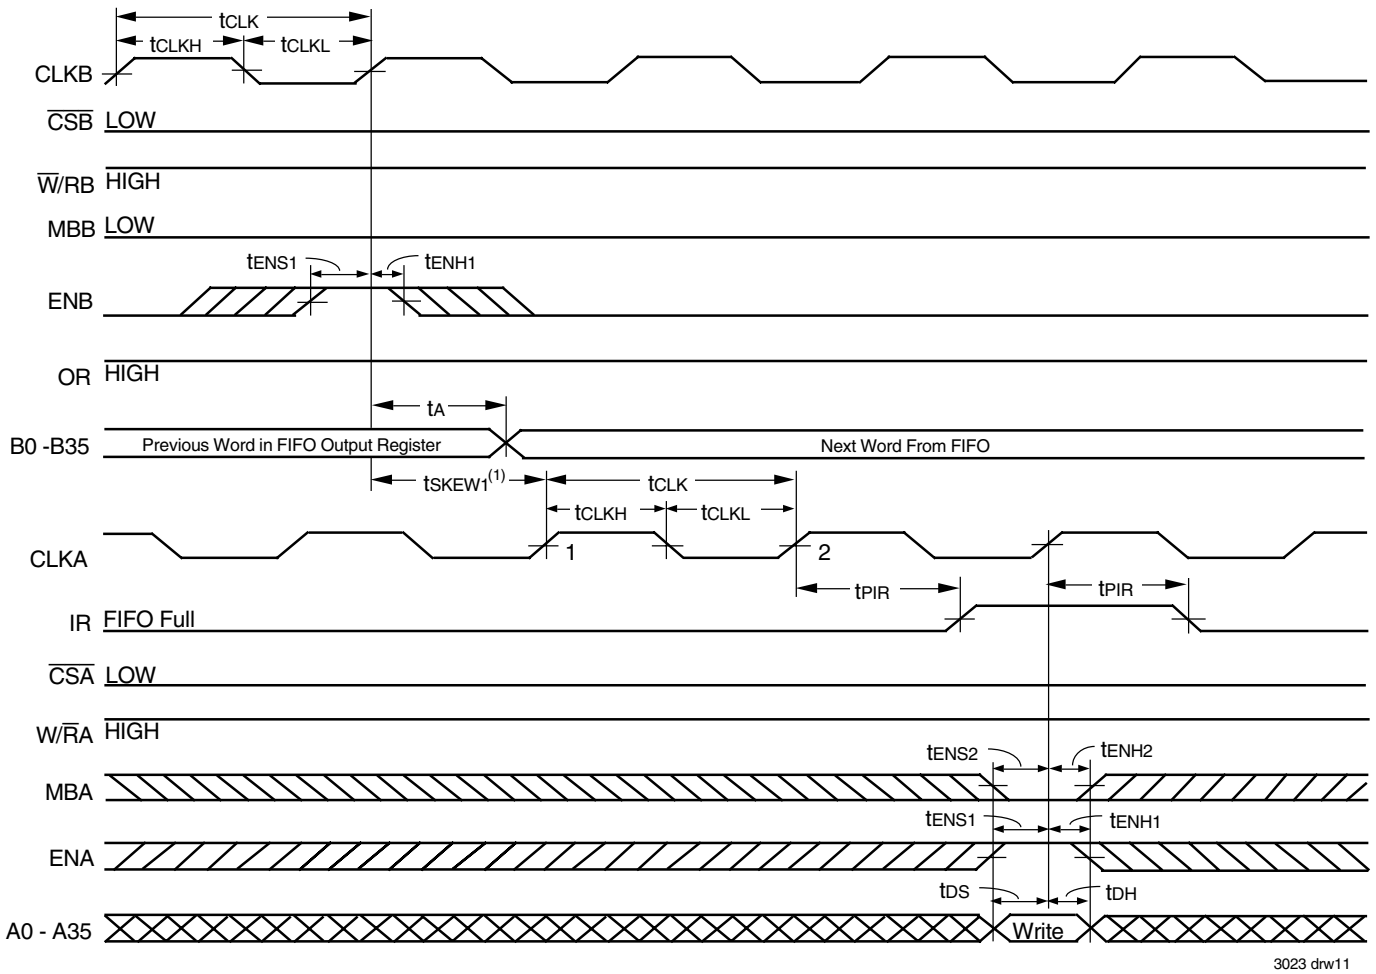 tCLK
tCLKH tCLKL
CLKB
CSB LOW
W/RB HIGH
MBB LOW
tENS1 tENH1
ENB
OR HIGH
tA
B0 -B35 Previous Word in FIFO Output Register Next Word From FIFO
tSKEW1(1) tCLK
tCLKH tCLKL
CLKA 1 2
tPIR tPIR
IR FIFO Full
CSA LOW
W/RA HIGH
tENS2 tENH2
MBA
tENS1 tENH1
ENA
tDS tDH
A0 - A35 Write
3023 drw11